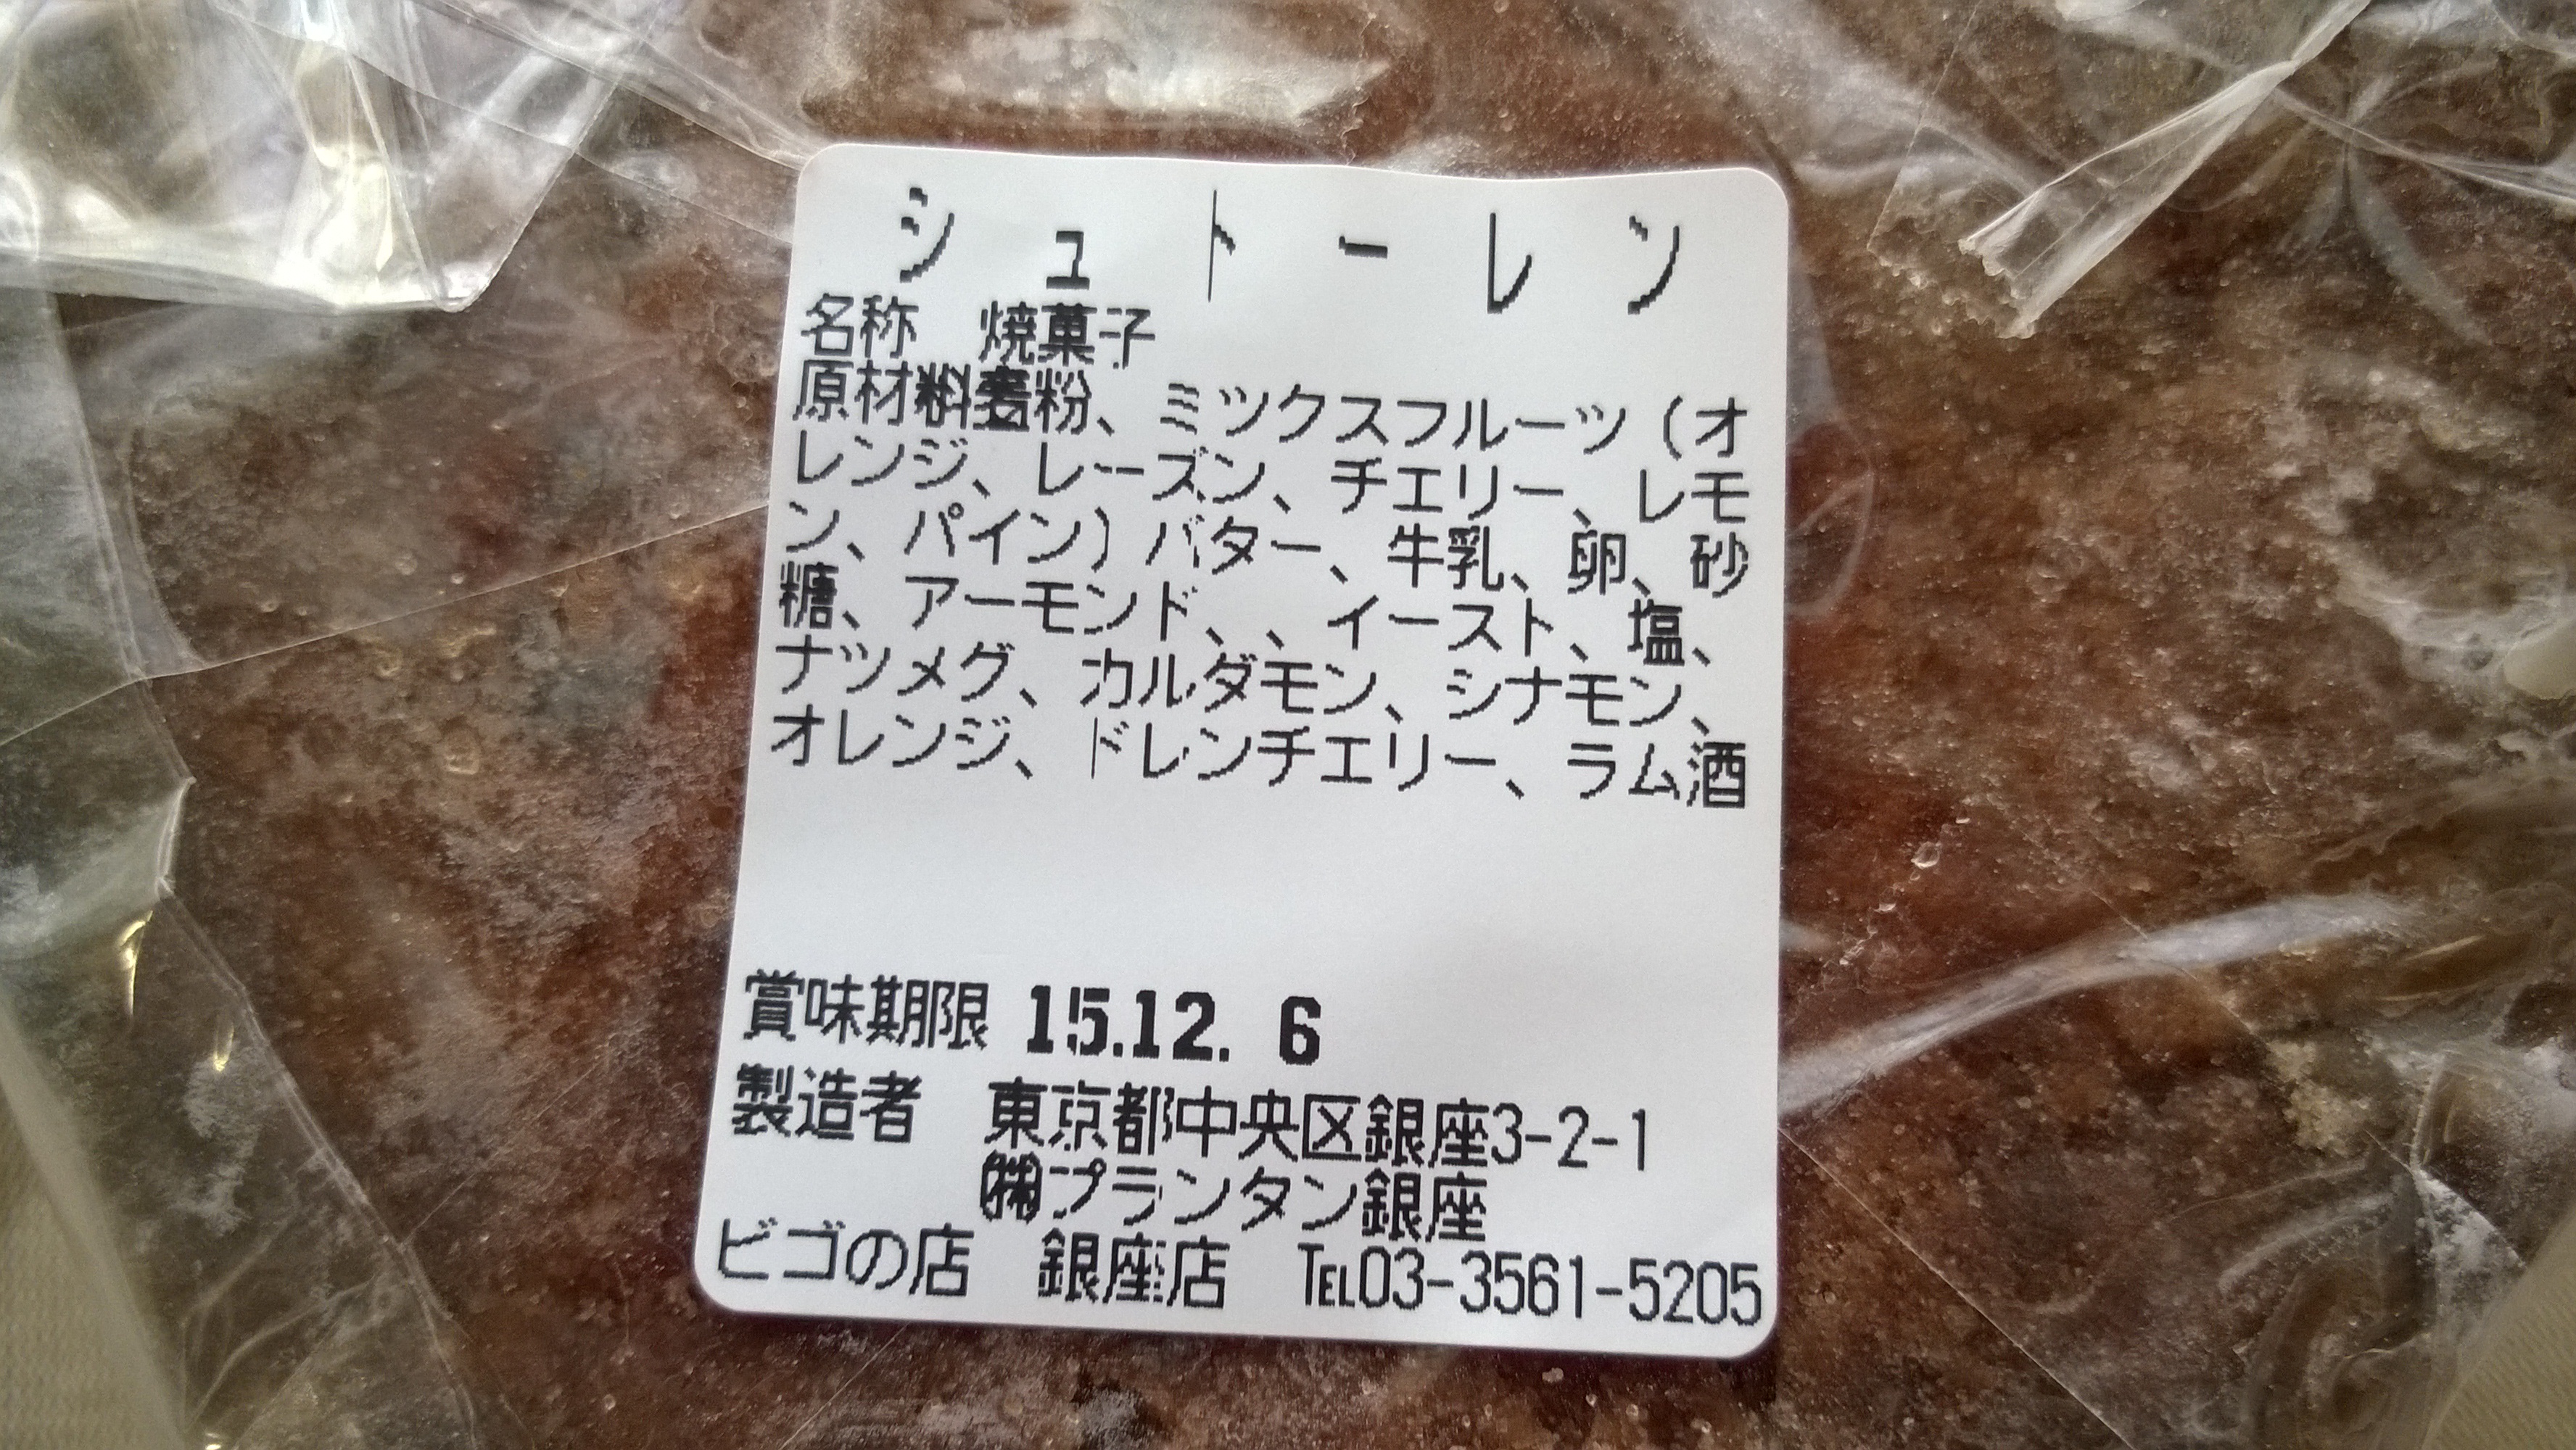 シュトーレン
名称　焼菓子
原材料 麦粉、ミックスフルーツ（オ
レンジ、レーズン、チェリー、レモ
ン、パイン）バター、牛乳、卵、砂
糖、アーモンド、、イースト、塩、
ナツメグ、カルダモン、シナモン、
オレンジ、ドレンチェリー、ラム酒
賞味期限 15.12. 6
製造者　東京都中央区銀座3-2-1
㈱プランタン銀座
ビゴの店　銀座店　℡03-3561-5205